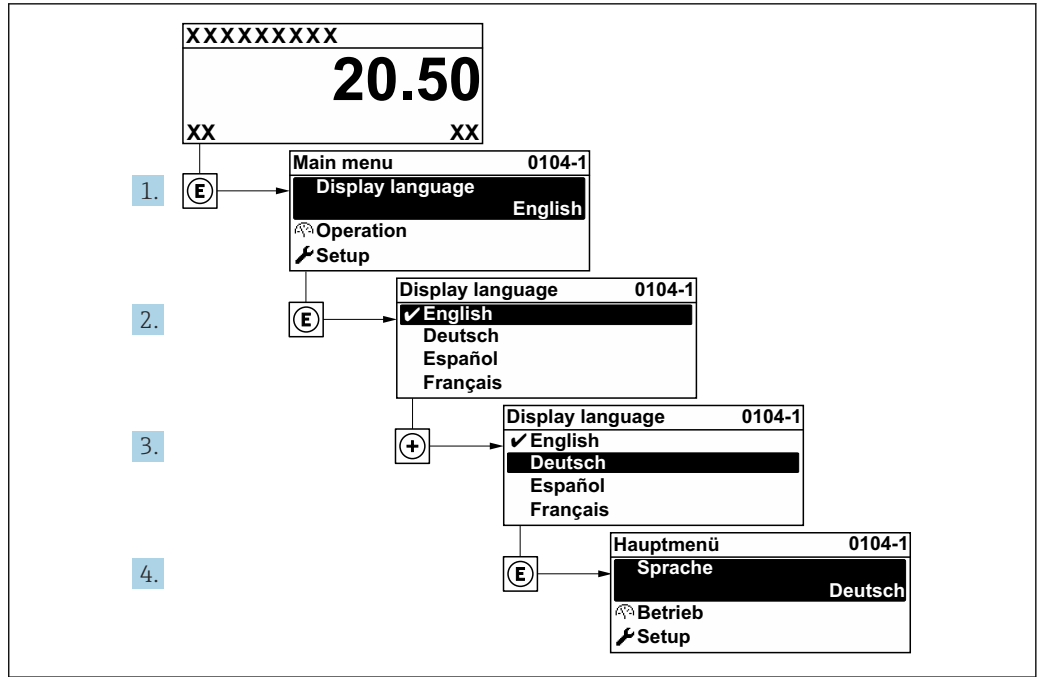 XXXXXXXXX
20.50
XX XX
1. E
Main menu 0104-1
Display language
English
Operation
Setup
2. E
Display language 0104-1
✔English
Deutsch
Español
Français
3. +
Display language 0104-1
✔English
Deutsch
Español
Français
4. E
Hauptmenü 0104-1
Sprache
Deutsch
Betrieb
Setup